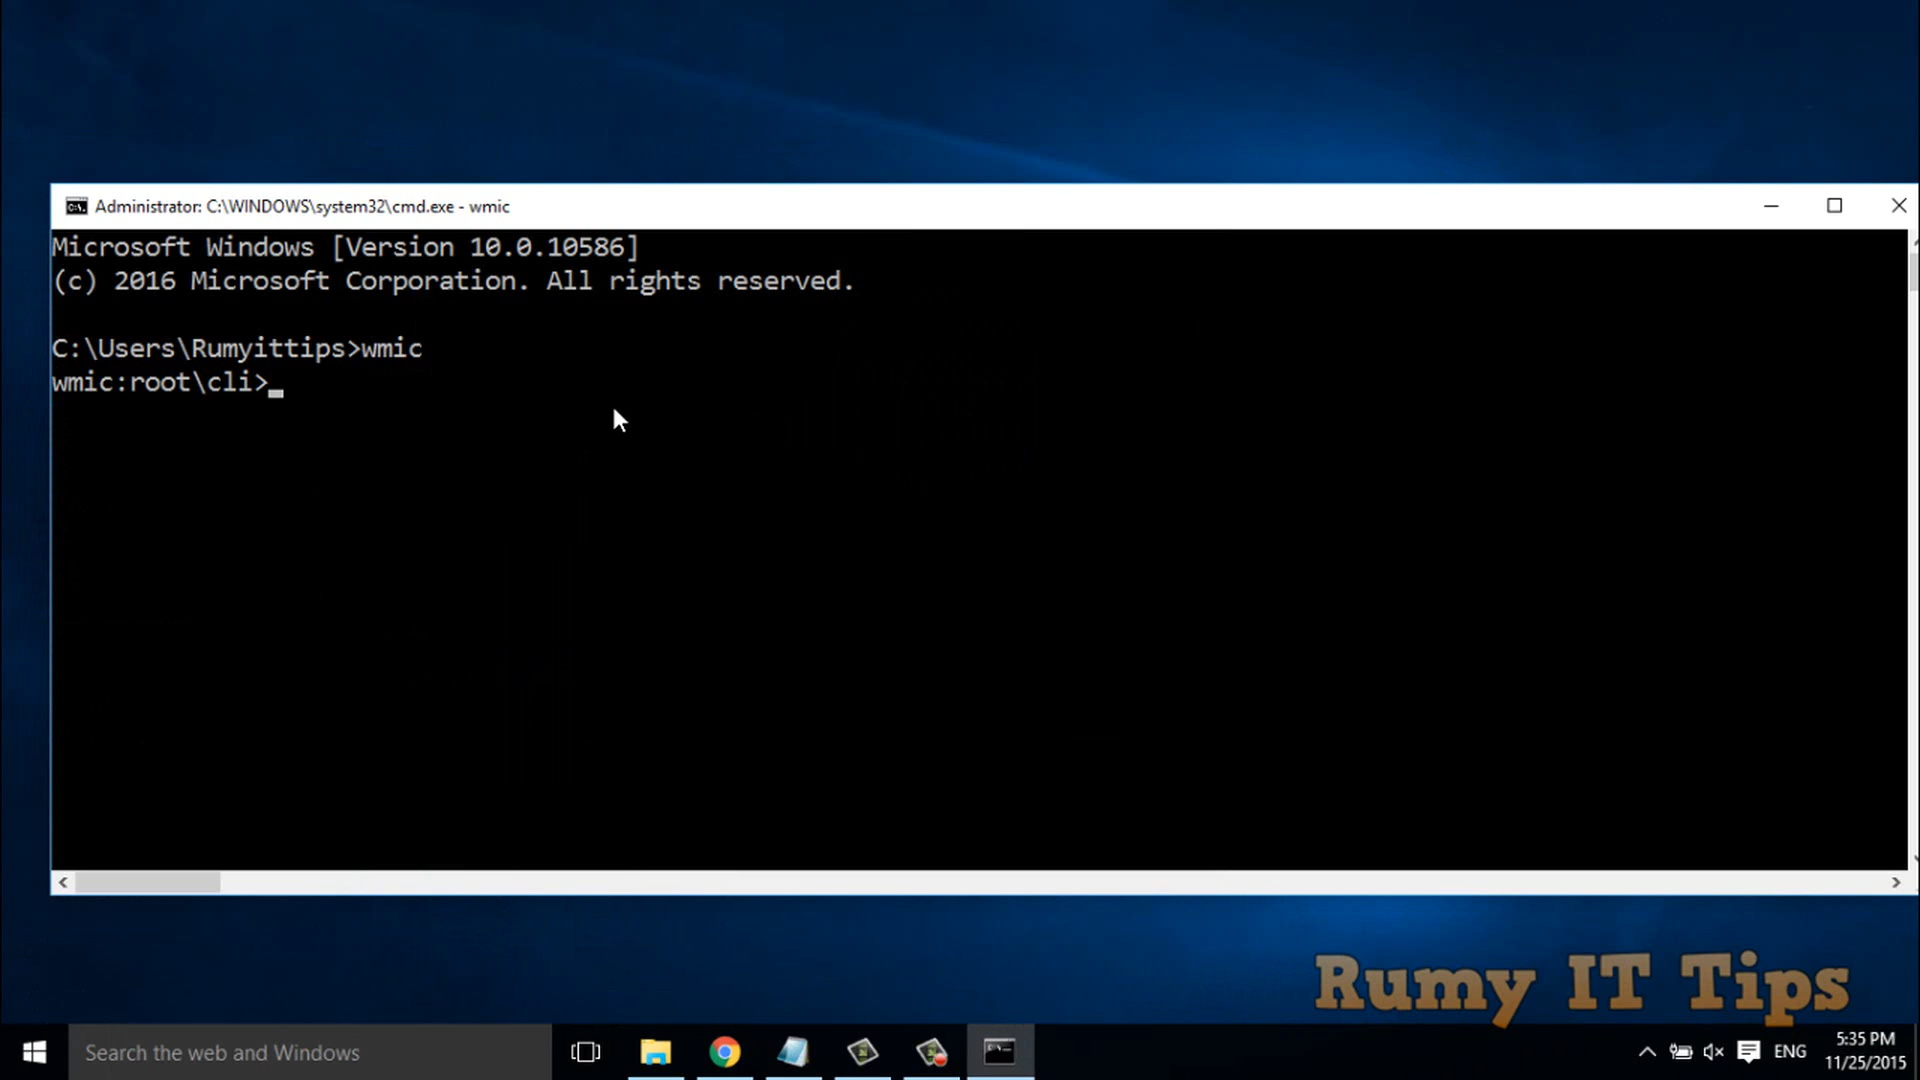 Administrator: C:\WINDOWS\system32\cmd.exe - wmic
Microsoft Windows [Version 10.0.10586]
(c) 2016 Microsoft Corporation. All rights reserved.
C:\Users\Rumyittips>wmic
wmic:root\cli>
Rumy IT Tips
Search the web and Windows
ENG
5:35 PM
11/25/2015